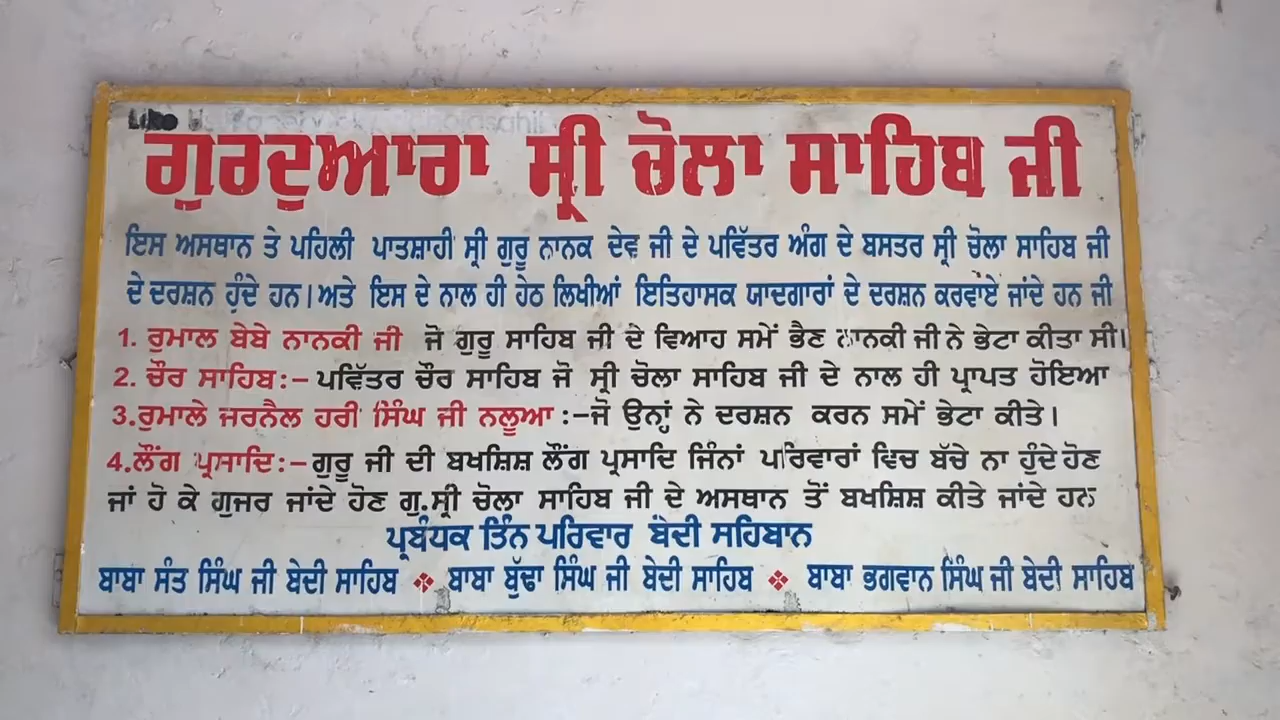 ਗੁਰਦੁਆਰਾ ਸ੍ਰੀ ਚੋਲਾ ਸਾਹਿਬ ਜੀ
ਇਸ ਅਸਥਾਨ ਤੇ ਪਹਿਲੀ ਪਾਤਸ਼ਾਹੀ ਸ੍ਰੀ ਗੁਰੂ ਨਾਨਕ ਦੇਵ ਜੀ ਦੇ ਪਵਿੱਤਰ ਅੰਗ ਦੇ ਬਸਤਰ ਸ੍ਰੀ ਚੋਲਾ ਸਾਹਿਬ ਜੀ
ਦੇ ਦਰਸ਼ਨ ਹੁੰਦੇ ਹਨ। ਅਤੇ ਇਸ ਦੇ ਨਾਲ ਹੀ ਹੇਠ ਲਿਖੀਆਂ ਇਤਿਹਾਸਕ ਯਾਦਗਾਰਾਂ ਦੇ ਦਰਸ਼ਨ ਕਰਵਾਏ ਜਾਂਦੇ ਹਨ ਜੀ
1. ਰੁਮਾਲ ਬੇਬੇ ਨਾਨਕੀ ਜੀ ਜੋ ਗੁਰੂ ਸਾਹਿਬ ਜੀ ਦੇ ਵਿਆਹ ਸਮੇਂ ਭੈਣ ਨਾਨਕੀ ਜੀ ਨੇ ਭੇਟਾ ਕੀਤਾ ਸੀ।
2. ਚੌਰ ਸਾਹਿਬ:– ਪਵਿੱਤਰ ਚੌਰ ਸਾਹਿਬ ਜੋ ਸ੍ਰੀ ਚੋਲਾ ਸਾਹਿਬ ਜੀ ਦੇ ਨਾਲ ਹੀ ਪ੍ਰਾਪਤ ਹੋਇਆ
3.ਰੁਮਾਲੇ ਜਰਨੈਲ ਹਰੀ ਸਿੰਘ ਜੀ ਨਲੂਆ :–ਜੋ ਉਨ੍ਹਾਂ ਨੇ ਦਰਸ਼ਨ ਕਰਨ ਸਮੇਂ ਭੇਟਾ ਕੀਤੇ।
4.ਲੌਂਗ ਪ੍ਰਸਾਦਿ:– ਗੁਰੂ ਜੀ ਦੀ ਬਖਸ਼ਿਸ਼ ਲੌਂਗ ਪ੍ਰਸਾਦਿ ਜਿੰਨਾਂ ਪਰਿਵਾਰਾਂ ਵਿਚ ਬੱਚੇ ਨਾ ਹੁੰਦੇ ਹੋਣ
ਜਾਂ ਹੋ ਕੇ ਗੁਜਰ ਜਾਂਦੇ ਹੋਣ ਗੁ.ਸ੍ਰੀ ਚੋਲਾ ਸਾਹਿਬ ਜੀ ਦੇ ਅਸਥਾਨ ਤੋਂ ਬਖਸ਼ਿਸ਼ ਕੀਤੇ ਜਾਂਦੇ ਹਨ
ਪ੍ਰਬੰਧਕ ਤਿੰਨ ਪਰਿਵਾਰ ਬੇਦੀ ਸਹਿਬਾਨ
ਬਾਬਾ ਸੰਤ ਸਿੰਘ ਜੀ ਬੇਦੀ ਸਾਹਿਬ ❖ ਬਾਬਾ ਬੁੱਢਾ ਸਿੰਘ ਜੀ ਬੇਦੀ ਸਾਹਿਬ ❖ ਬਾਬਾ ਭਗਵਾਨ ਸਿੰਘ ਜੀ ਬੇਦੀ ਸਾਹਿਬ